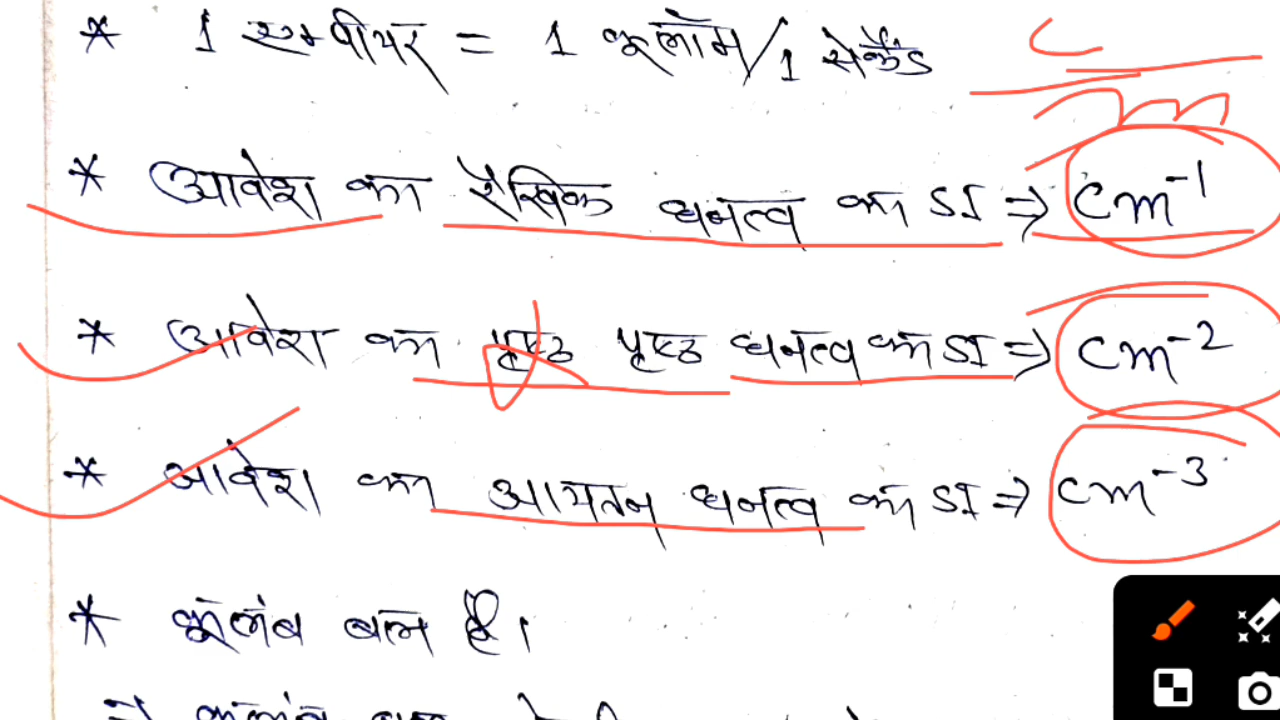 * 1 एम्पीयर = 1 कूलॉम/1 सेकेंड
C
m
* आवेश का रैखिक घनत्व का SI ⇒ cm⁻¹
* आवेश का पृष्ठ पृष्ठ घनत्व का SI ⇒ cm⁻²
* आवेश का आयतन घनत्व का SI ⇒ cm⁻³
* कूलंब बल है।
⇒ कूलंब